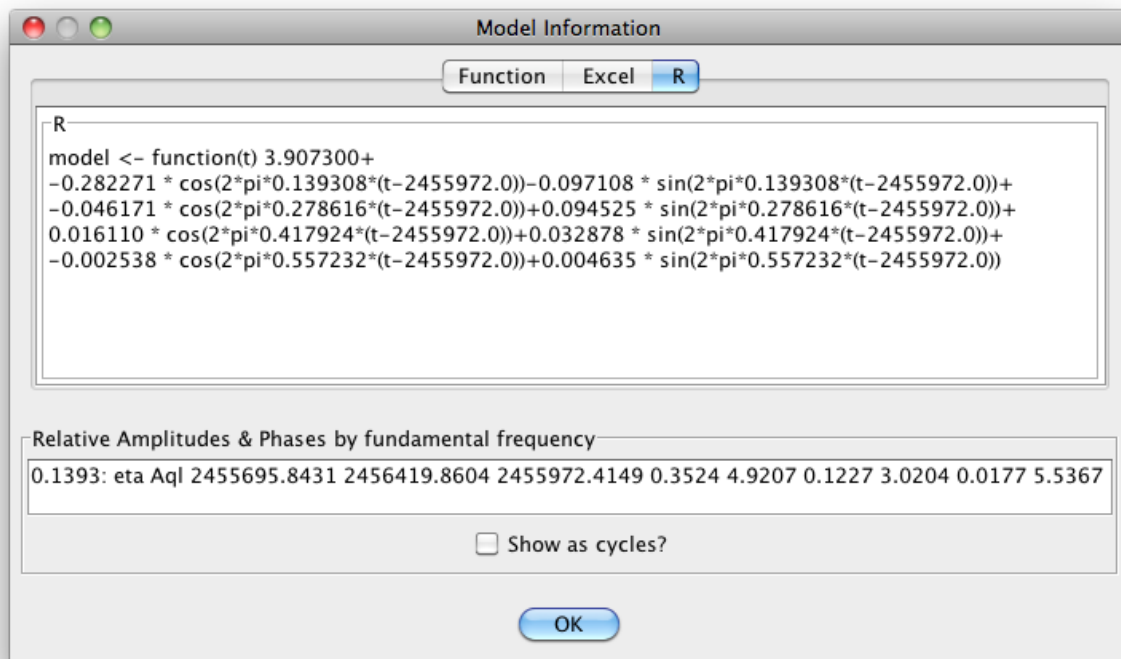 Model Information
Function Excel R
R
model <- function(t) 3.907300+
-0.282271 * cos(2*pi*0.139308*(t-2455972.0))-0.097108 * sin(2*pi*0.139308*(t-2455972.0))+
-0.046171 * cos(2*pi*0.278616*(t-2455972.0))+0.094525 * sin(2*pi*0.278616*(t-2455972.0))+
0.016110 * cos(2*pi*0.417924*(t-2455972.0))+0.032878 * sin(2*pi*0.417924*(t-2455972.0))+
-0.002538 * cos(2*pi*0.557232*(t-2455972.0))+0.004635 * sin(2*pi*0.557232*(t-2455972.0))
Relative Amplitudes & Phases by fundamental frequency
0.1393: eta Aql 2455695.8431 2456419.8604 2455972.4149 0.3524 4.9207 0.1227 3.0204 0.0177 5.5367
Show as cycles?
OK